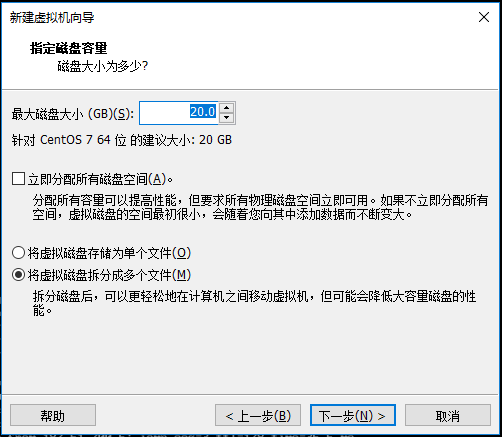 新建虚拟机向导
指定磁盘容量
磁盘大小为多少?
最大磁盘大小 (GB)(S): 20.0
针对 CentOS 7 64 位 的建议大小: 20 GB
立即分配所有磁盘空间(A)。
分配所有容量可以提高性能，但要求所有物理磁盘空间立即可用。如果不立即分配所有
空间，虚拟磁盘的空间最初很小，会随着您向其中添加数据而不断变大。
将虚拟磁盘存储为单个文件(O)
将虚拟磁盘拆分成多个文件(M)
拆分磁盘后，可以更轻松地在计算机之间移动虚拟机，但可能会降低大容量磁盘的性
能。
帮助 < 上一步(B) 下一步(N) > 取消